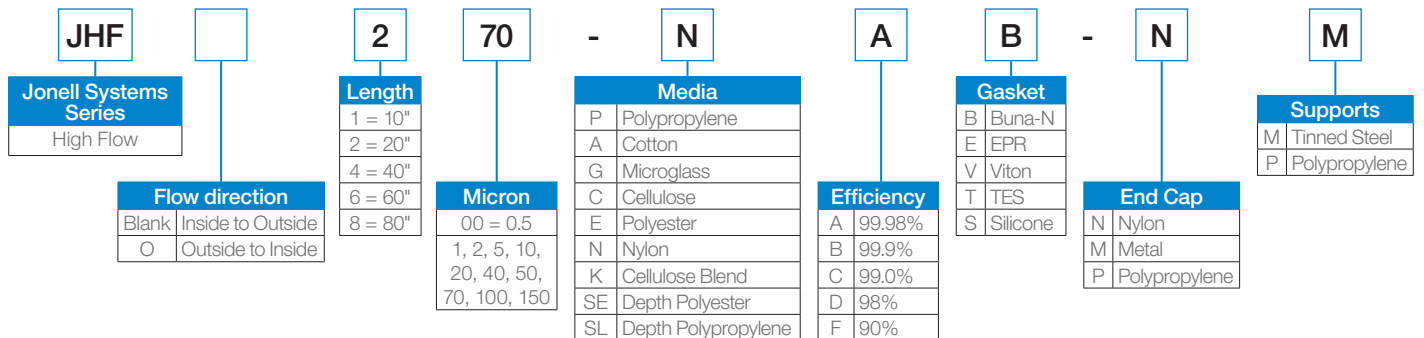 JHF 2 70 - N A B - N M
Jonell Systems
Series
High Flow
Flow direction
Blank Inside to Outside
O Outside to Inside
Length
1 = 10"
2 = 20"
4 = 40"
6 = 60"
8 = 80"
Micron
00 = 0.5
1, 2, 5, 10,
20, 40, 50,
70, 100, 150
Media
P Polypropylene
A Cotton
G Microglass
C Cellulose
E Polyester
N Nylon
K Cellulose Blend
SE Depth Polyester
SL Depth Polypropylene
Efficiency
A 99.98%
B 99.9%
C 99.0%
D 98%
F 90%
Gasket
B Buna-N
E EPR
V Viton
T TES
S Silicone
End Cap
N Nylon
M Metal
P Polypropylene
Supports
M Tinned Steel
P Polypropylene